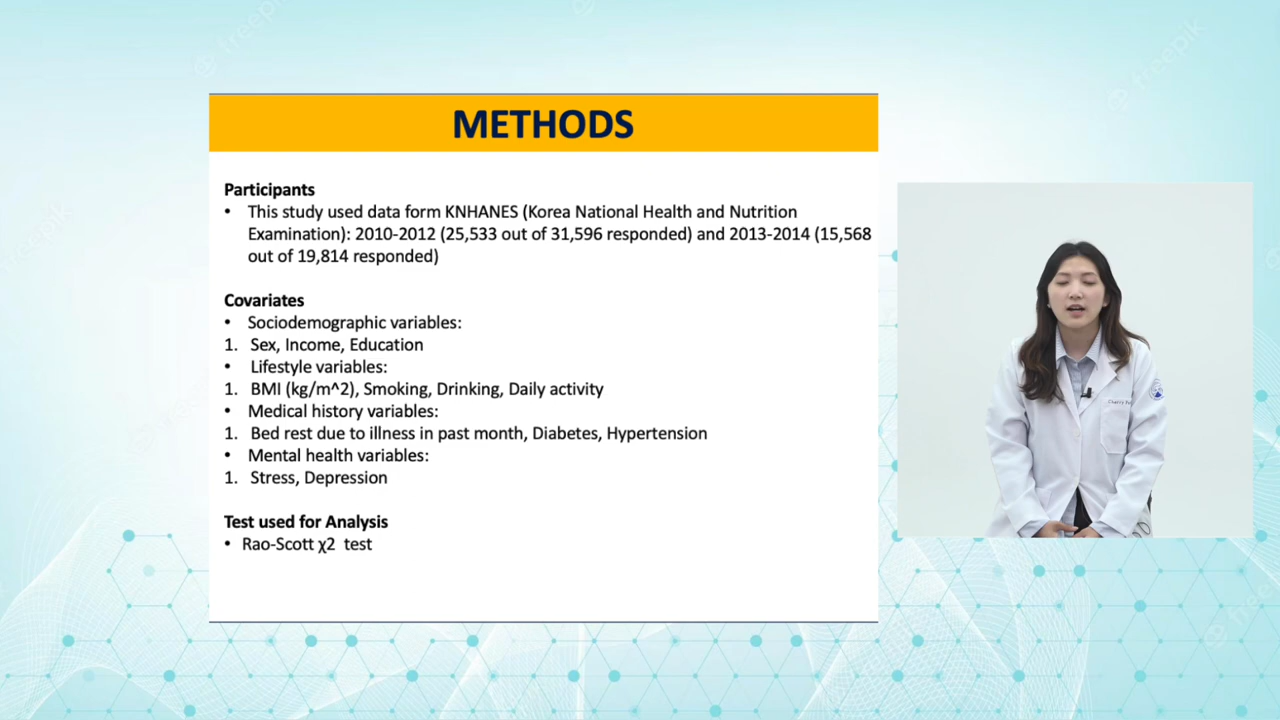 METHODS
Participants
• This study used data form KNHANES (Korea National Health and Nutrition
Examination): 2010-2012 (25,533 out of 31,596 responded) and 2013-2014 (15,568
out of 19,814 responded)
Covariates
• Sociodemographic variables:
1. Sex, Income, Education
• Lifestyle variables:
1. BMI (kg/m^2), Smoking, Drinking, Daily activity
• Medical history variables:
1. Bed rest due to illness in past month, Diabetes, Hypertension
• Mental health variables:
1. Stress, Depression
Test used for Analysis
• Rao-Scott χ2 test
freepik
freepik